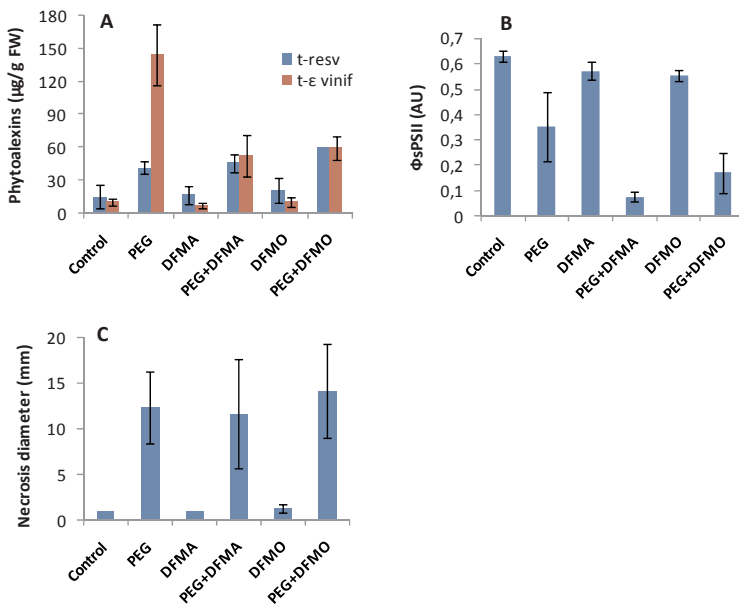 A
Phytoalexins (µg/g FW)
180
150
120
90
60
30
0
t-resv
t-ε vinif
Control
PEG
DFMA
PEG+DFMA
DFMO
PEG+DFMO
B
ΦsPSII (AU)
0,7
0,6
0,5
0,4
0,3
0,2
0,1
0
Control
PEG
DFMA
PEG+DFMA
DFMO
PEG+DFMO
C
Necrosis diameter (mm)
20
15
10
5
0
Control
PEG
DFMA
PEG+DFMA
DFMO
PEG+DFMO